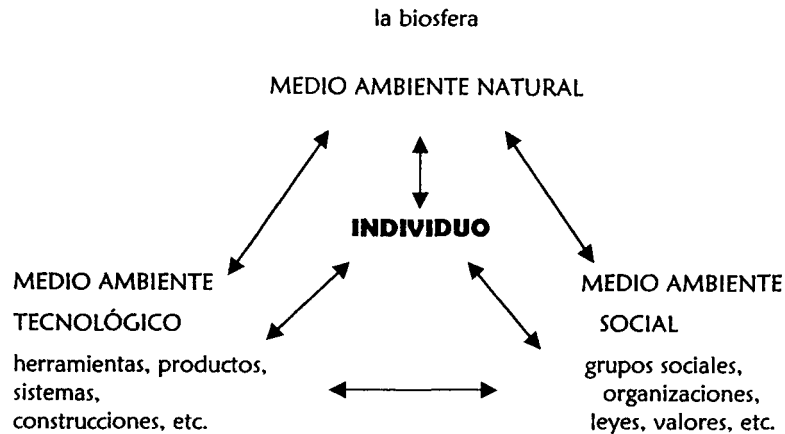 la biosfera
MEDIO AMBIENTE NATURAL
INDIVIDUO
MEDIO AMBIENTE
TECNOLÓGICO
herramientas, productos,
sistemas,
construcciones, etc.
MEDIO AMBIENTE
SOCIAL
grupos sociales,
organizaciones,
leyes, valores, etc.